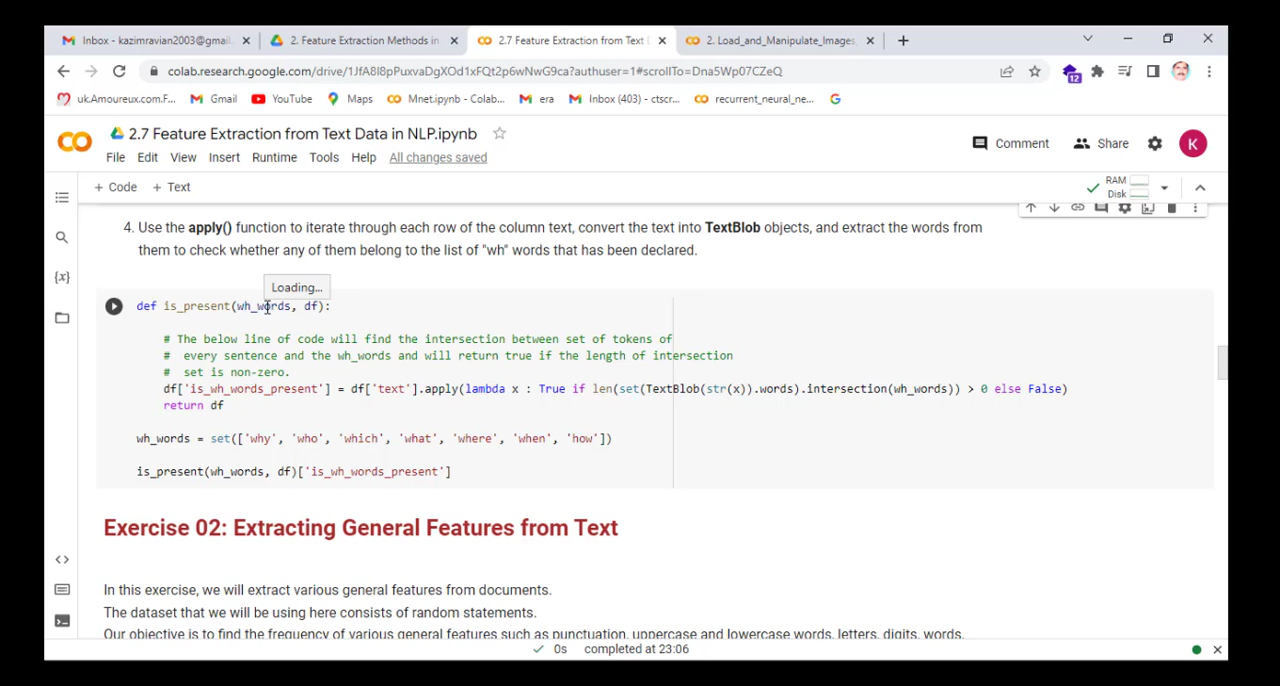 Inbox - kazimravian2003@gmail.
2. Feature Extraction Methods in
2.7 Feature Extraction from Text D
2. Load_and_Manipulate_Images_
colab.research.google.com/drive/1JfA8I8pPuxvaDgXOd1xFQt2p6wNwG9ca?authuser=1#scrollTo=Dna5Wp07CZeQ
12
uk.Amoureux.com.F...
Gmail
YouTube
Maps
Mnet.ipynb - Colab...
era
Inbox (403) - ctscr...
recurrent_neural_ne...
2.7 Feature Extraction from Text Data in NLP.ipynb
Comment
Share
K
File Edit View Insert Runtime Tools Help All changes saved
+ Code + Text
RAM
Disk
4. Use the apply() function to iterate through each row of the column text, convert the text into TextBlob objects, and extract the words from
them to check whether any of them belong to the list of "wh" words that has been declared.
Loading...
def is_present(wh_words, df):
# The below line of code will find the intersection between set of tokens of
# every sentence and the wh_words and will return true if the length of intersection
# set is non-zero.
df['is_wh_words_present'] = df['text'].apply(lambda x : True if len(set(TextBlob(str(x)).words).intersection(wh_words)) > 0 else False)
return df
wh_words = set(['why', 'who', 'which', 'what', 'where', 'when', 'how'])
is_present(wh_words, df)['is_wh_words_present']
Exercise 02: Extracting General Features from Text
In this exercise, we will extract various general features from documents.
The dataset that we will be using here consists of random statements.
Our objective is to find the frequency of various general features such as punctuation, uppercase and lowercase words, letters, digits, words,
0s completed at 23:06